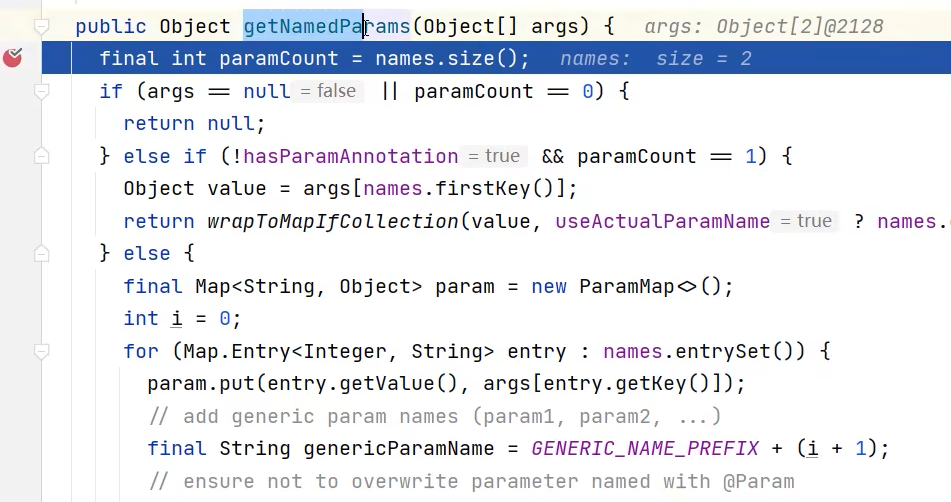 public Object getNamedParams(Object[] args) {   args: Object[2]@2128
final int paramCount = names.size();   names:  size = 2
if (args == null = false || paramCount == 0) {
return null;
} else if (!hasParamAnnotation = true && paramCount == 1) {
Object value = args[names.firstKey()];
return wrapToMapIfCollection(value, useActualParamName = true ? names.
} else {
final Map<String, Object> param = new ParamMap<>();
int i = 0;
for (Map.Entry<Integer, String> entry : names.entrySet()) {
param.put(entry.getValue(), args[entry.getKey()]);
// add generic param names (param1, param2, ...)
final String genericParamName = GENERIC_NAME_PREFIX + (i + 1);
// ensure not to overwrite parameter named with @Param